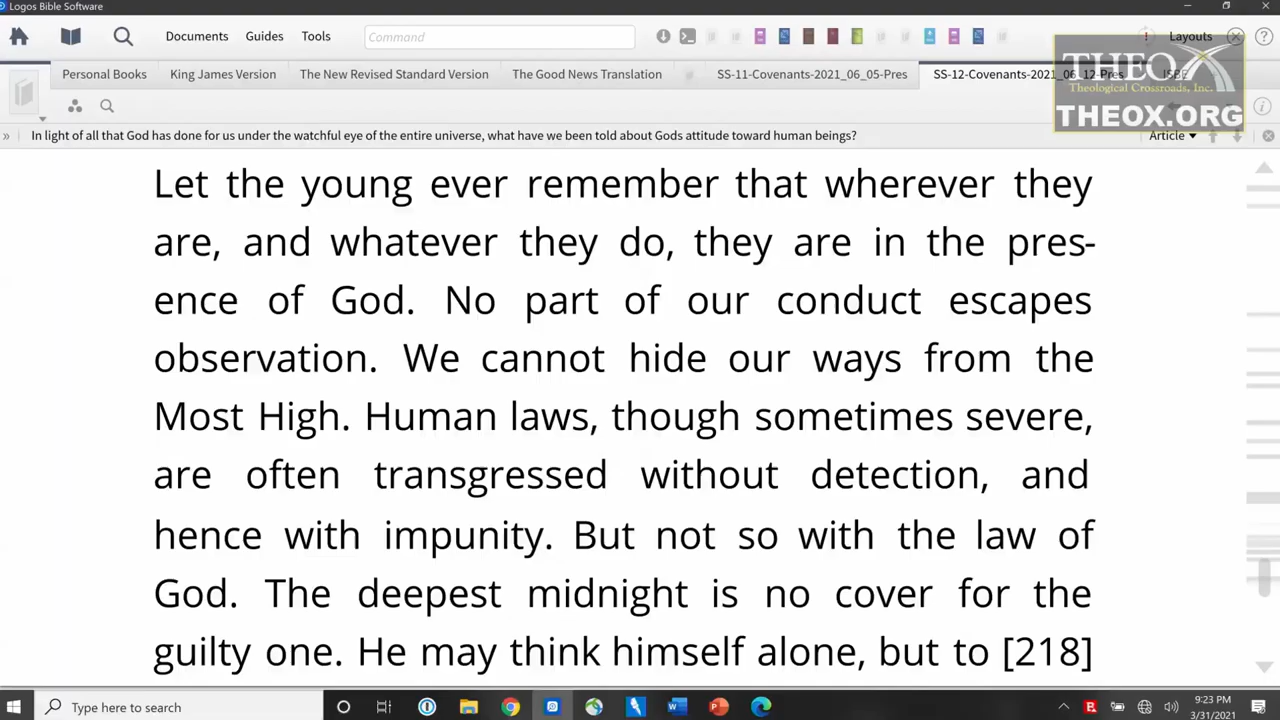 Logos Bible Software
Documents Guides Tools Command Layouts
Personal Books King James Version The New Revised Standard Version The Good News Translation SS-11-Covenants-2021_06_05-Pres SS-12-Covenants-2021_06_12-Pres ISBE
THEOX
Theological Crossroads, Inc.
THEOX.ORG
» In light of all that God has done for us under the watchful eye of the entire universe, what have we been told about Gods attitude toward human beings? Article
Let the young ever remember that wherever they
are, and whatever they do, they are in the pres-
ence of God. No part of our conduct escapes
observation. We cannot hide our ways from the
Most High. Human laws, though sometimes severe,
are often transgressed without detection, and
hence with impunity. But not so with the law of
God. The deepest midnight is no cover for the
guilty one. He may think himself alone, but to [218]
Type here to search
9:23 PM
3/31/2021